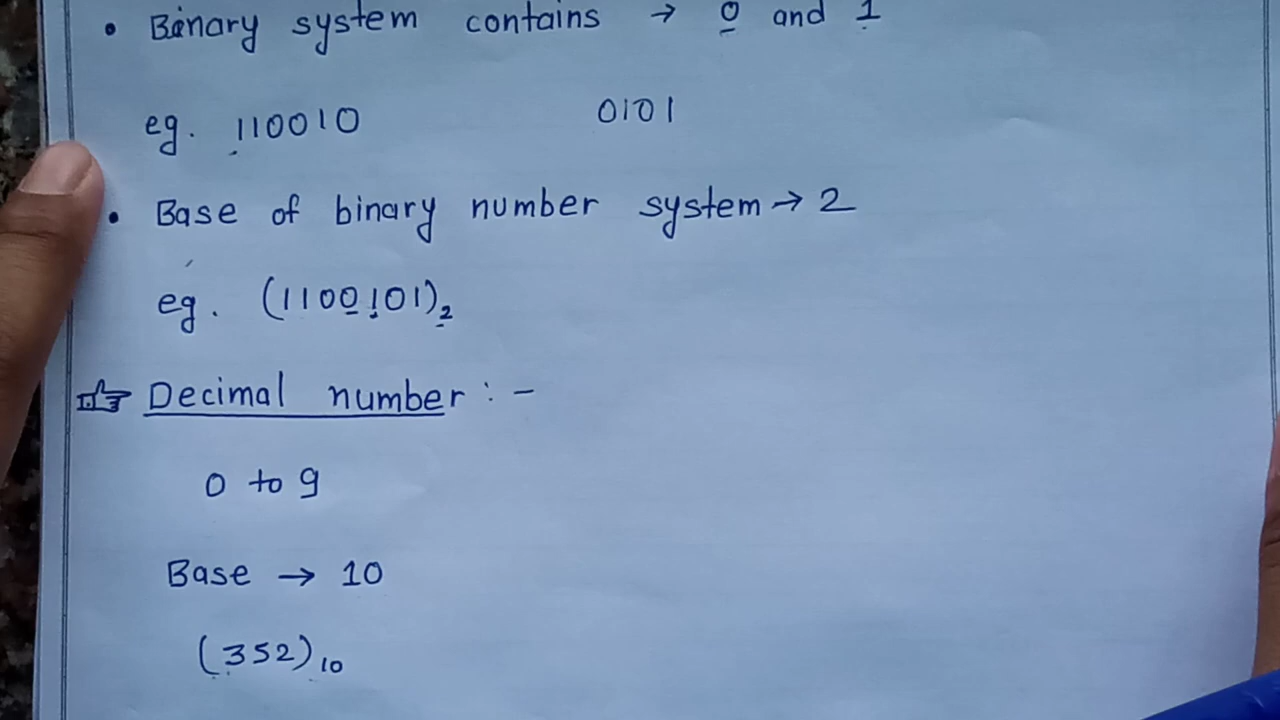 • Binary system contains → 0 and 1
eg. 110010 0101
• Base of binary number system → 2
eg. (1100101)₂
Decimal number : -
0 to 9
Base → 10
(352)₁₀